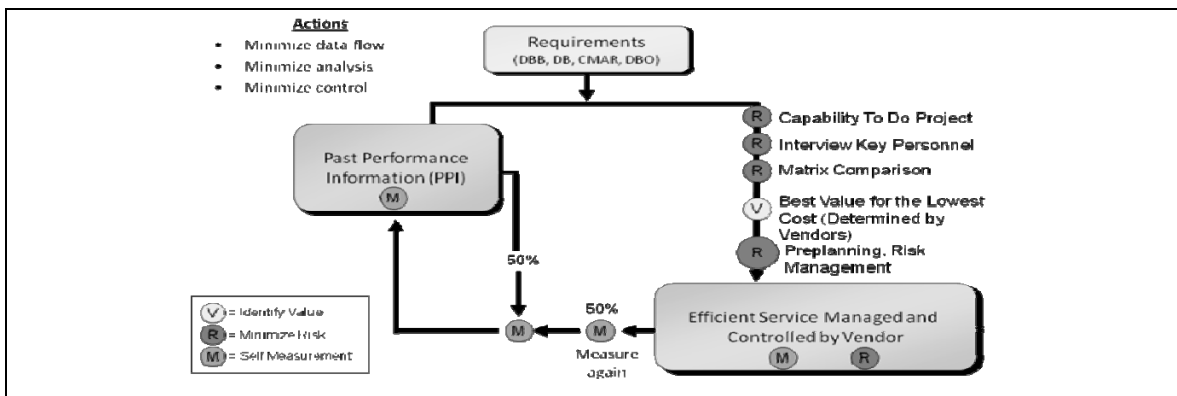 Actions
• Minimize data flow
• Minimize analysis
• Minimize control
Requirements
(DBB, DB, CMAR, DBO)
R Capability To Do Project
R Interview Key Personnel
R Matrix Comparison
V Best Value for the Lowest
Cost (Determined by
Vendors)
R Preplanning, Risk
Management
Past Performance
Information (PPI)
M
50%
Efficient Service Managed and
Controlled by Vendor
M R
50%
M
Measure
again
M
V = Identify Value
R = Minimize Risk
M = Self Measurement